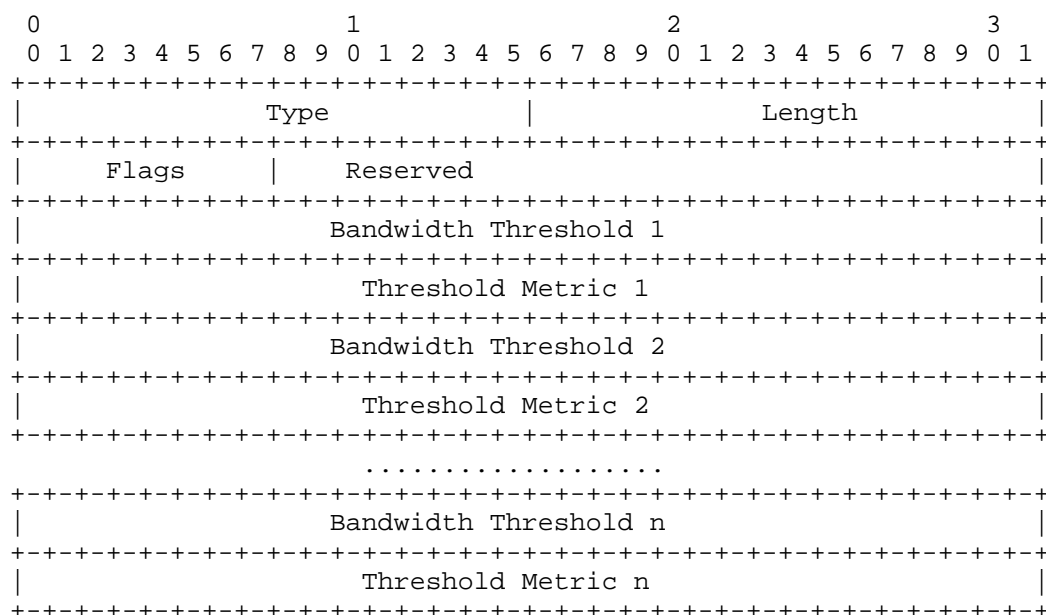 0                   1                   2                   3
 0 1 2 3 4 5 6 7 8 9 0 1 2 3 4 5 6 7 8 9 0 1 2 3 4 5 6 7 8 9 0 1
+-+-+-+-+-+-+-+-+-+-+-+-+-+-+-+-+-+-+-+-+-+-+-+-+-+-+-+-+-+-+-+-+
|               Type            |              Length           |
+-+-+-+-+-+-+-+-+-+-+-+-+-+-+-+-+-+-+-+-+-+-+-+-+-+-+-+-+-+-+-+-+
|     Flags     |    Reserved                                   |
+-+-+-+-+-+-+-+-+-+-+-+-+-+-+-+-+-+-+-+-+-+-+-+-+-+-+-+-+-+-+-+-+
|                   Bandwidth Threshold 1                       |
+-+-+-+-+-+-+-+-+-+-+-+-+-+-+-+-+-+-+-+-+-+-+-+-+-+-+-+-+-+-+-+-+
|                     Threshold Metric 1                        |
+-+-+-+-+-+-+-+-+-+-+-+-+-+-+-+-+-+-+-+-+-+-+-+-+-+-+-+-+-+-+-+-+
|                   Bandwidth Threshold 2                       |
+-+-+-+-+-+-+-+-+-+-+-+-+-+-+-+-+-+-+-+-+-+-+-+-+-+-+-+-+-+-+-+-+
|                     Threshold Metric 2                        |
+-+-+-+-+-+-+-+-+-+-+-+-+-+-+-+-+-+-+-+-+-+-+-+-+-+-+-+-+-+-+-+-+
                      ...................
+-+-+-+-+-+-+-+-+-+-+-+-+-+-+-+-+-+-+-+-+-+-+-+-+-+-+-+-+-+-+-+-+
|                   Bandwidth Threshold n                       |
+-+-+-+-+-+-+-+-+-+-+-+-+-+-+-+-+-+-+-+-+-+-+-+-+-+-+-+-+-+-+-+-+
|                     Threshold Metric n                        |
+-+-+-+-+-+-+-+-+-+-+-+-+-+-+-+-+-+-+-+-+-+-+-+-+-+-+-+-+-+-+-+-+